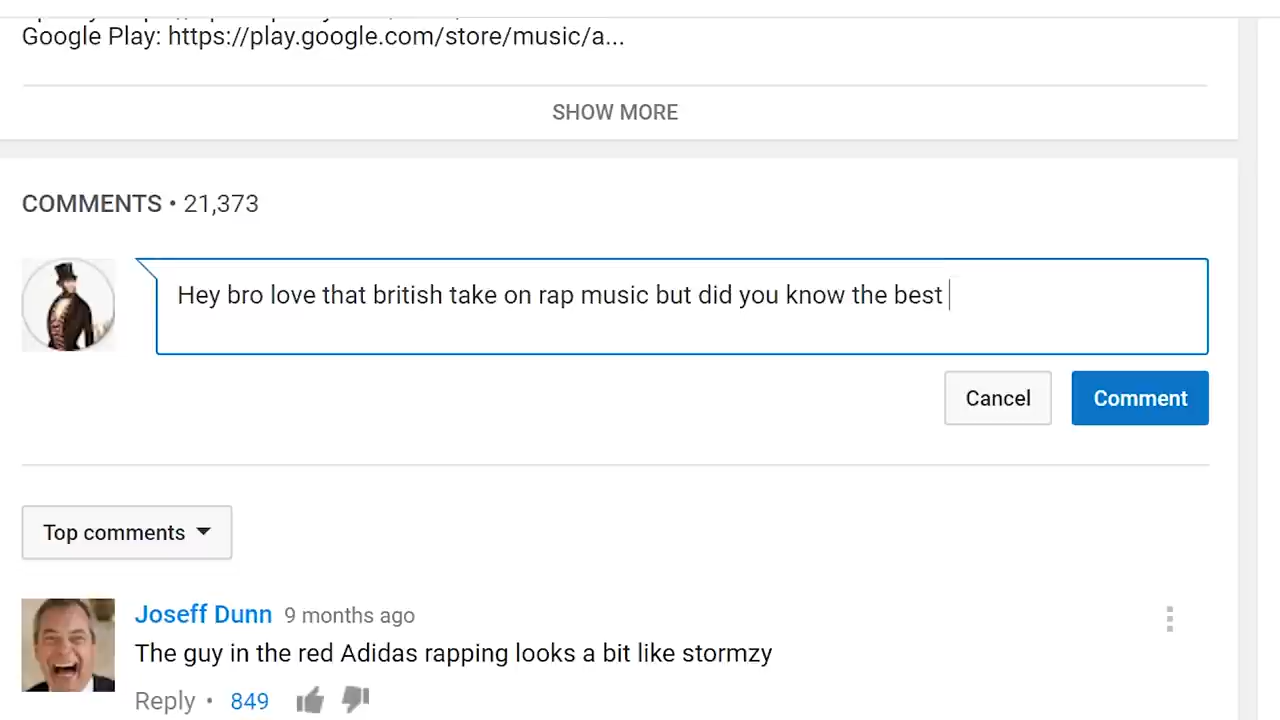 Google Play: https://play.google.com/store/music/a...
SHOW MORE
COMMENTS • 21,373
Hey bro love that british take on rap music but did you know the best
Cancel
Comment
Top comments
Joseff Dunn 9 months ago
The guy in the red Adidas rapping looks a bit like stormzy
Reply • 849